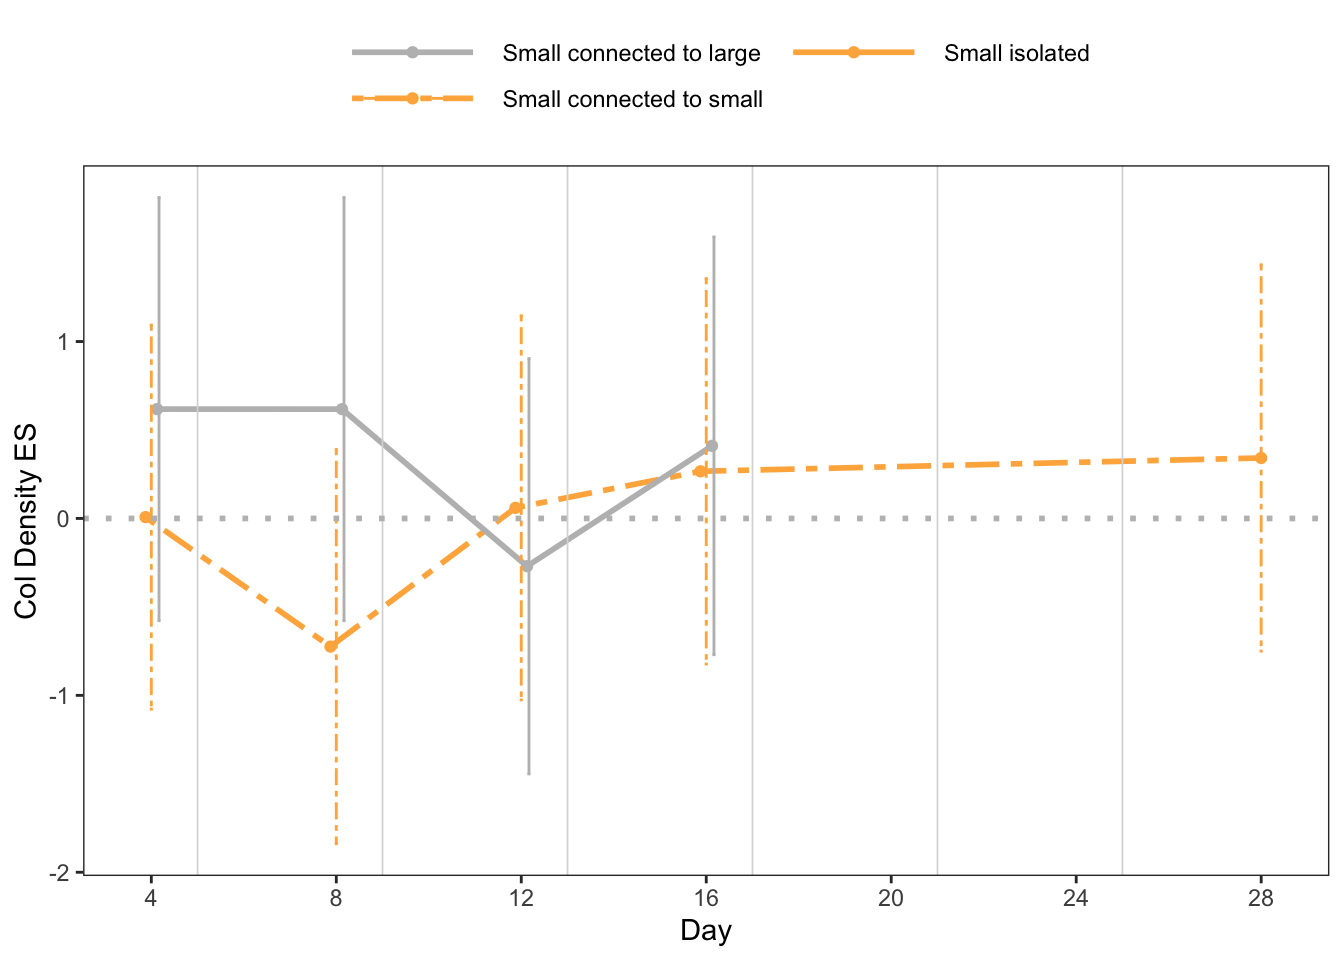 Small connected to large
Small isolated
Small connected to small
Col Density ES
1
0
-1
-2
4 8 12 16 20 24 28
Day